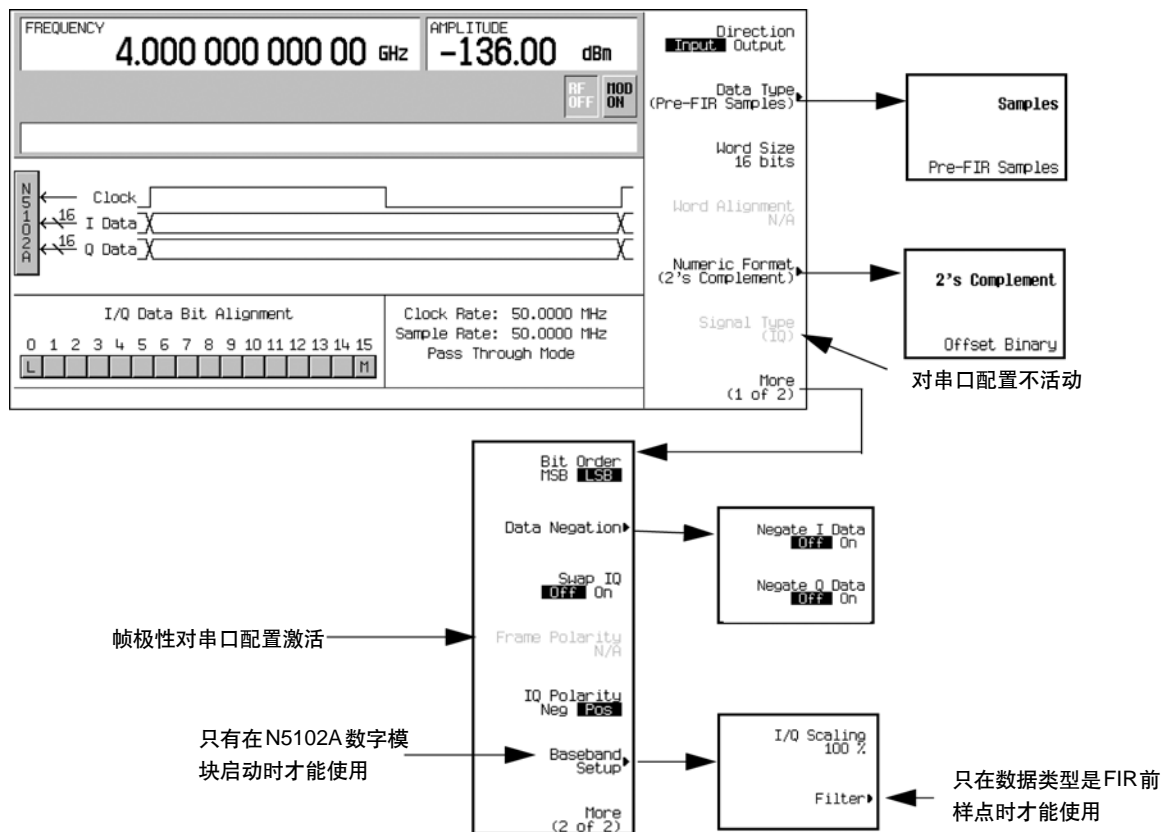 FREQUENCY
4.000 000 000 00 GHz
AMPLITUDE
-136.00 dBm
RF OFF
MOD ON
N5102A
Clock
16 I Data
16 Q Data
I/Q Data Bit Alignment
0 1 2 3 4 5 6 7 8 9 10 11 12 13 14 15
L M
Clock Rate: 50.0000 MHz
Sample Rate: 50.0000 MHz
Pass Through Mode
Direction
Input Output
Data Type
(Pre-FIR Samples)
Word Size
16 bits
Word Alignment
N/A
Numeric Format
(2's Complement)
Signal Type
(IQ)
More
(1 of 2)
Samples
Pre-FIR Samples
2's Complement
Offset Binary
对串口配置不活动
Bit Order
MSB LSB
Data Negation
Swap IQ
Off On
Frame Polarity
N/A
IQ Polarity
Neg Pos
Baseband
Setup
More
(2 of 2)
Negate I Data
Off On
Negate Q Data
Off On
帧极性对串口配置激活
只有在N5102A数字模
块启动时才能使用
I/Q Scaling
100 %
Filter
只在数据类型是FIR前
样点时才能使用